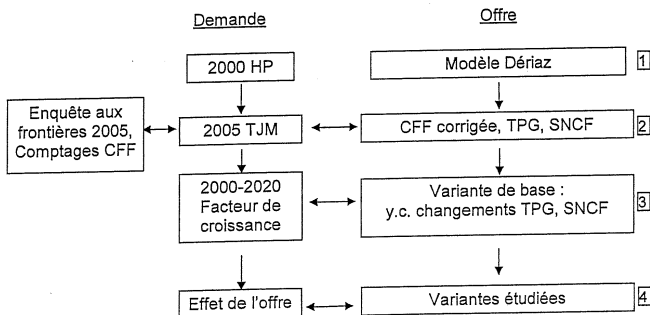 Demande
Offre
2000 HP
Modèle Dériaz
1
Enquête aux
frontières 2005,
Comptages CFF
2005 TJM
CFF corrigée, TPG, SNCF
2
2000-2020
Facteur de
croissance
Variante de base :
y.c. changements TPG, SNCF
3
Effet de l'offre
Variantes étudiées
4